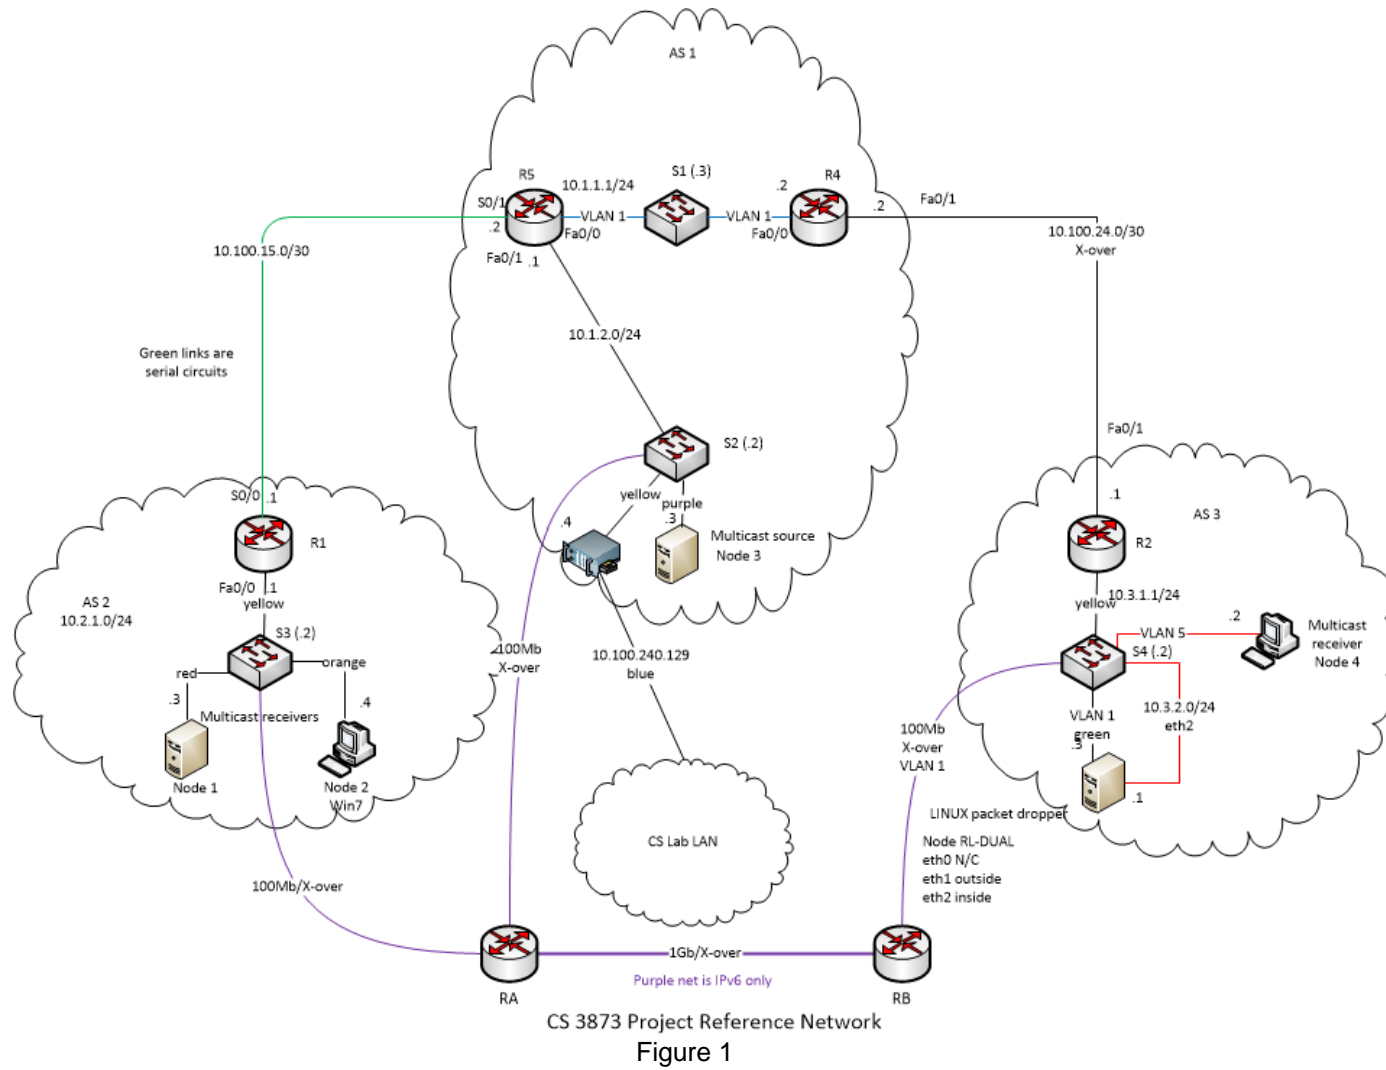 AS 1
R5
10.1.1.1/24
S1 (.3)
R4
S0/1
.2
VLAN 1
Fa0/0
VLAN 1
.2
Fa0/0
.2
Fa0/1
Fa0/1
.1
10.100.15.0/30
10.100.24.0/30
X-over
10.1.2.0/24
Green links are
serial circuits
Fa0/1
S2 (.2)
yellow
purple
.4
.3
Multicast source
Node 3
S0/0
.1
R1
Fa0/0
.1
yellow
AS 2
10.2.1.0/24
S3 (.2)
red
orange
.3
.4
Multicast receivers
Node 1
Node 2
Win7
.1
AS 3
R2
10.3.1.1/24
yellow
.2
VLAN 5
S4 (.2)
Multicast
receiver
Node 4
10.3.2.0/24
eth2
VLAN 1
green
.3
.1
LINUX packet dropper
Node RL-DUAL
eth0 N/C
eth1 outside
eth2 inside
100Mb
X-over
10.100.240.129
blue
100Mb
X-over
VLAN 1
CS Lab LAN
100Mb/X-over
1Gb/X-over
Purple net is IPv6 only
RA
RB
CS 3873 Project Reference Network
Figure 1